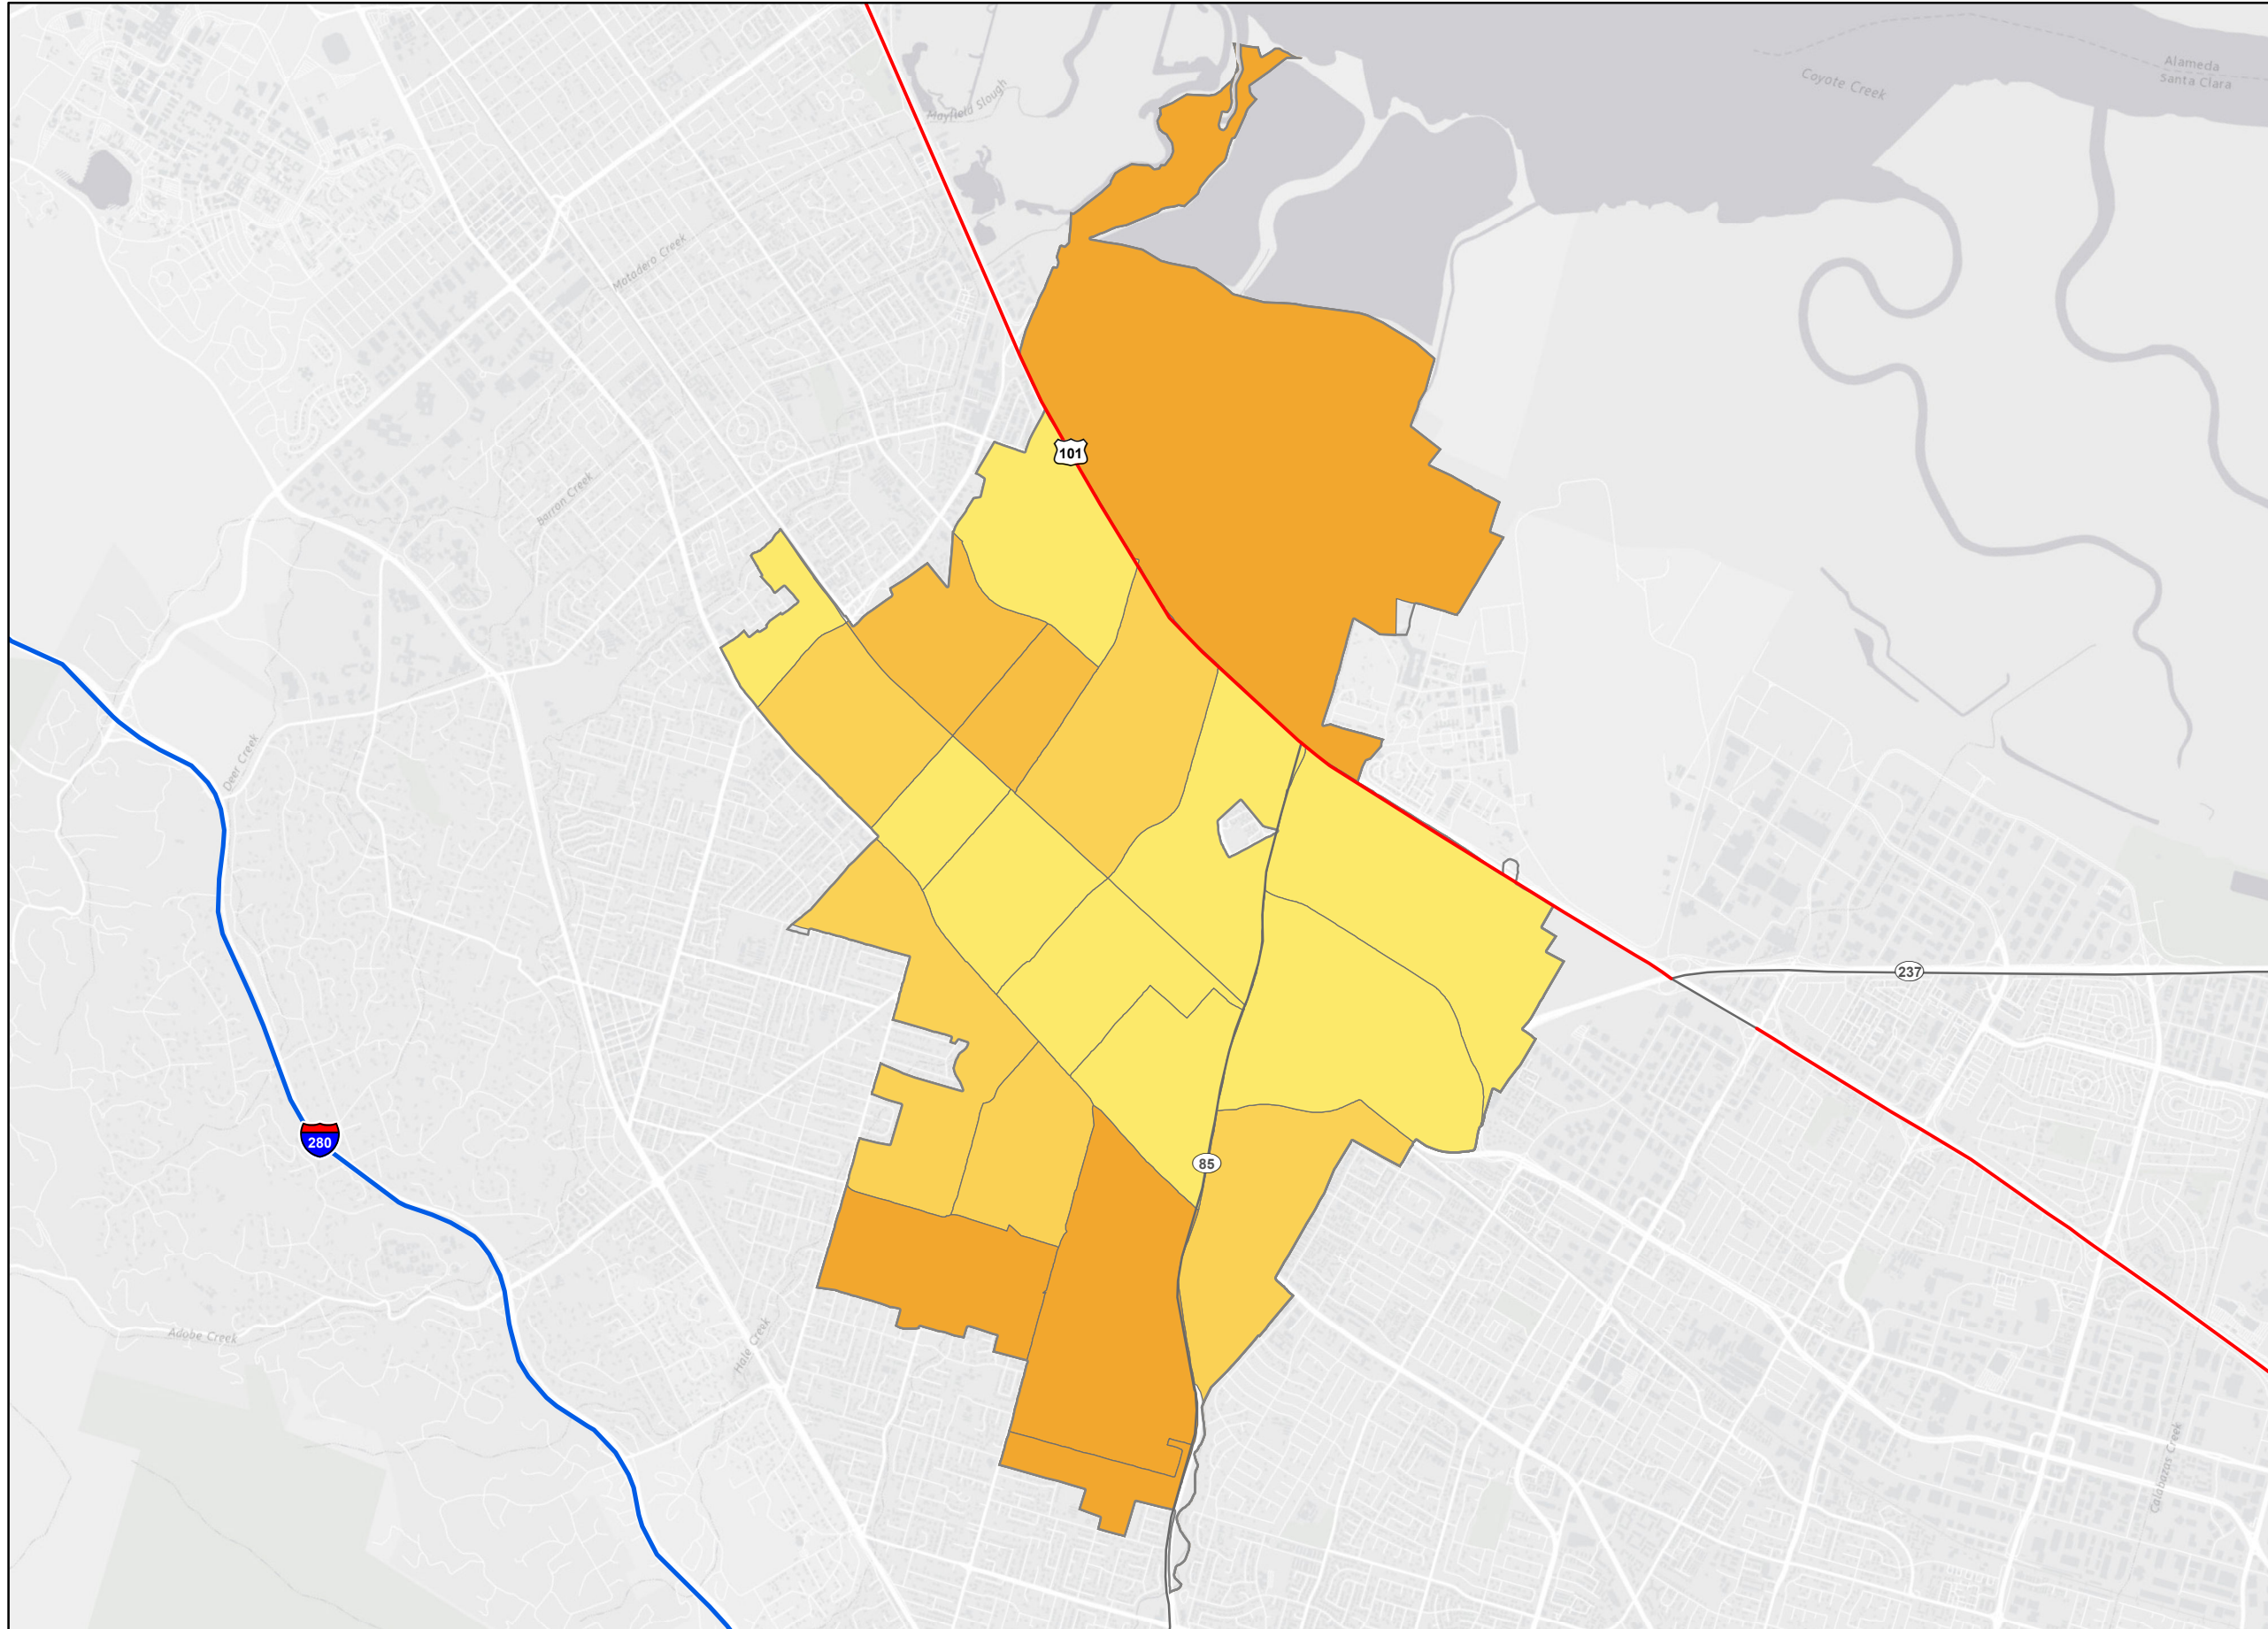 Alameda
Santa Clara
Coyote Creek
Mayfield Slough
Matadero Creek
101
Barron Creek
Deer Creek
237
280
85
Adobe Creek
Hale Creek
Calabazas Creek